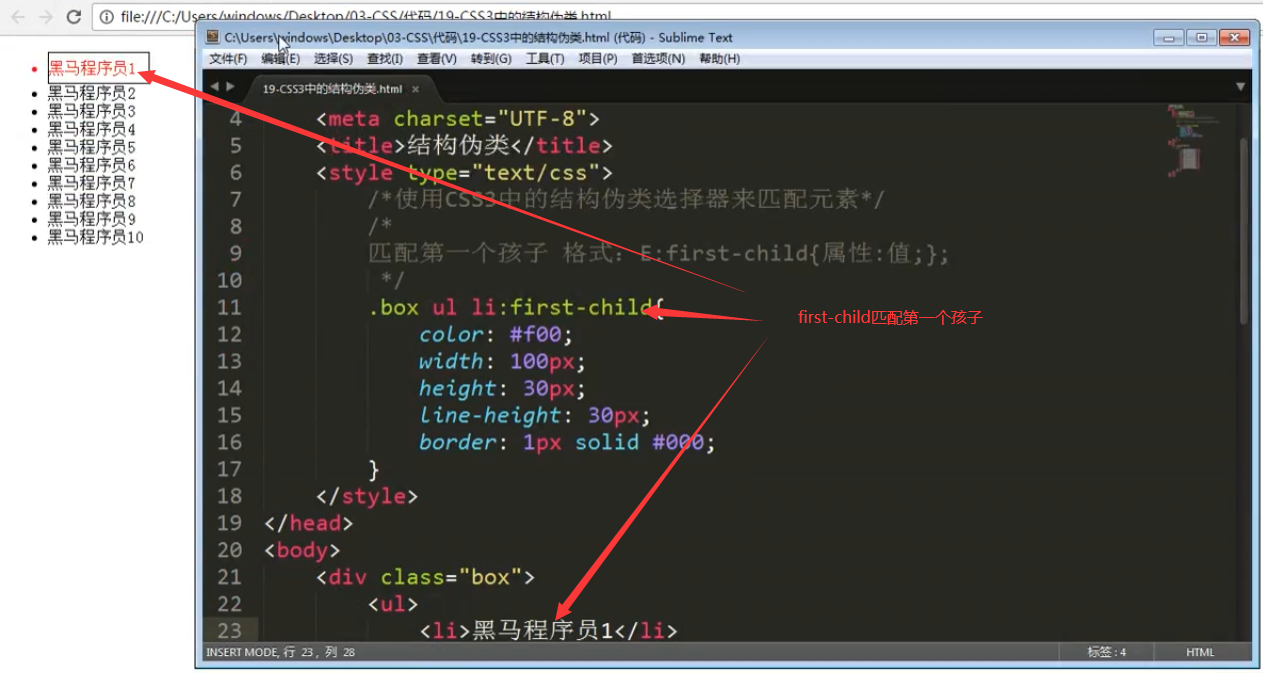 file:///C:/Users/windows/Desktop/03-CSS/代码/19-CSS3中的结构伪类.html
C:\Users\windows\Desktop\03-CSS\代码\19-CSS3中的结构伪类.html (代码) - Sublime Text
文件(F) 编辑(E) 选择(S) 查找(I) 查看(V) 转到(G) 工具(T) 项目(P) 首选项(N) 帮助(H)
19-CSS3中的结构伪类.html ×
黑马程序员1
黑马程序员2
黑马程序员3
黑马程序员4
黑马程序员5
黑马程序员6
黑马程序员7
黑马程序员8
黑马程序员9
黑马程序员10
4 <meta charset="UTF-8">
5 <title>结构伪类</title>
6 <style type="text/css">
7 /*使用CSS3中的结构伪类选择器来匹配元素*/
8 /*
9 匹配第一个孩子 格式: E:first-child{属性:值;};
10 */
11 .box ul li:first-child{
12 color: #f00;
13 width: 100px;
14 height: 30px;
15 line-height: 30px;
16 border: 1px solid #000;
17 }
18 </style>
19 </head>
20 <body>
21 <div class="box">
22 <ul>
23 <li>黑马程序员1</li>
first-child匹配第一个孩子
INSERT MODE, 行 23 , 列 28 标签 : 4 HTML